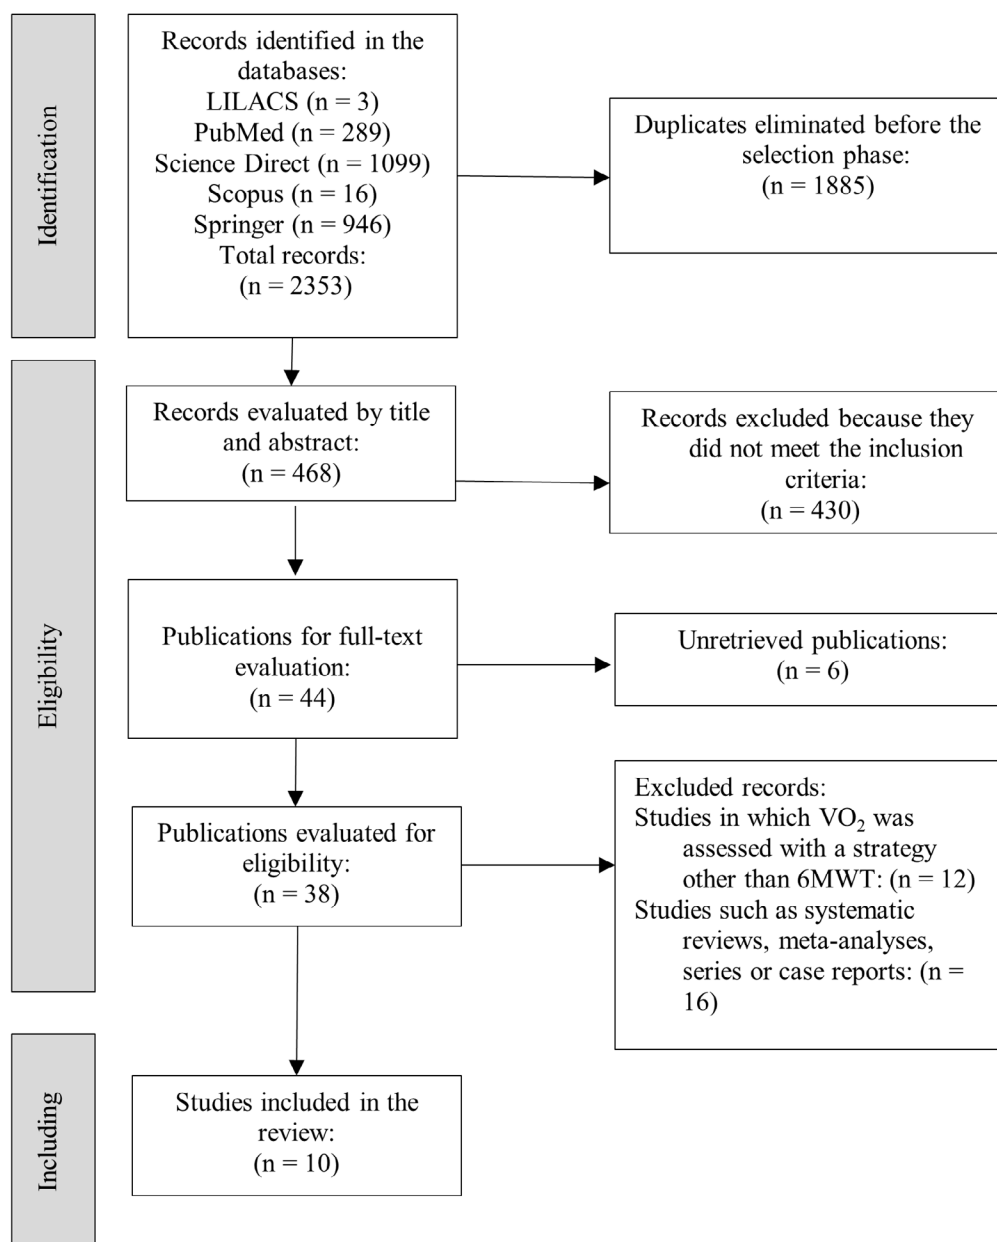 Identification
Records identified in the
databases:
LILACS (n = 3)
PubMed (n = 289)
Science Direct (n = 1099)
Scopus (n = 16)
Springer (n = 946)
Total records:
(n = 2353)
Duplicates eliminated before the
selection phase:
(n = 1885)
Eligibility
Records evaluated by title
and abstract:
(n = 468)
Records excluded because they
did not meet the inclusion
criteria:
(n = 430)
Publications for full-text
evaluation:
(n = 44)
Unretrieved publications:
(n = 6)
Publications evaluated for
eligibility:
(n = 38)
Excluded records:
Studies in which VO₂ was
assessed with a strategy
other than 6MWT: (n = 12)
Studies such as systematic
reviews, meta-analyses,
series or case reports: (n =
16)
Including
Studies included in the
review:
(n = 10)